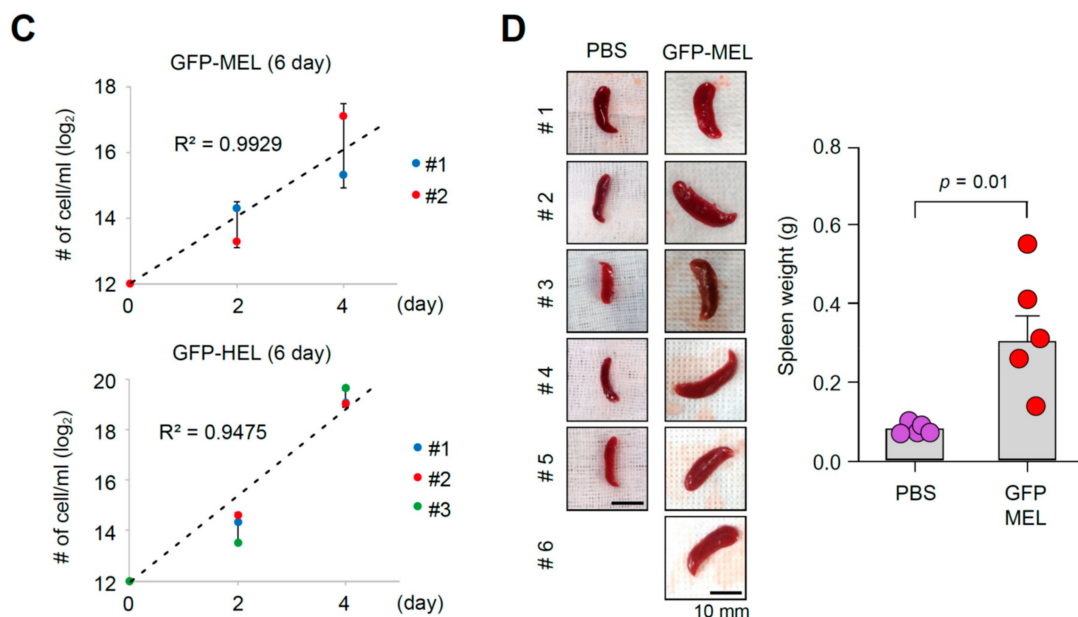 C
GFP-MEL (6 day)
# of cell/ml (log₂)
18
16
14
12
R² = 0.9929
#1
#2
0
2
4
(day)
GFP-HEL (6 day)
# of cell/ml (log₂)
20
18
16
14
12
R² = 0.9475
#1
#2
#3
0
2
4
(day)
D
PBS
GFP-MEL
#1
#2
#3
#4
#5
#6
10 mm
Spleen weight (g)
0.8
0.6
0.4
0.2
0.0
p = 0.01
PBS
GFP
MEL